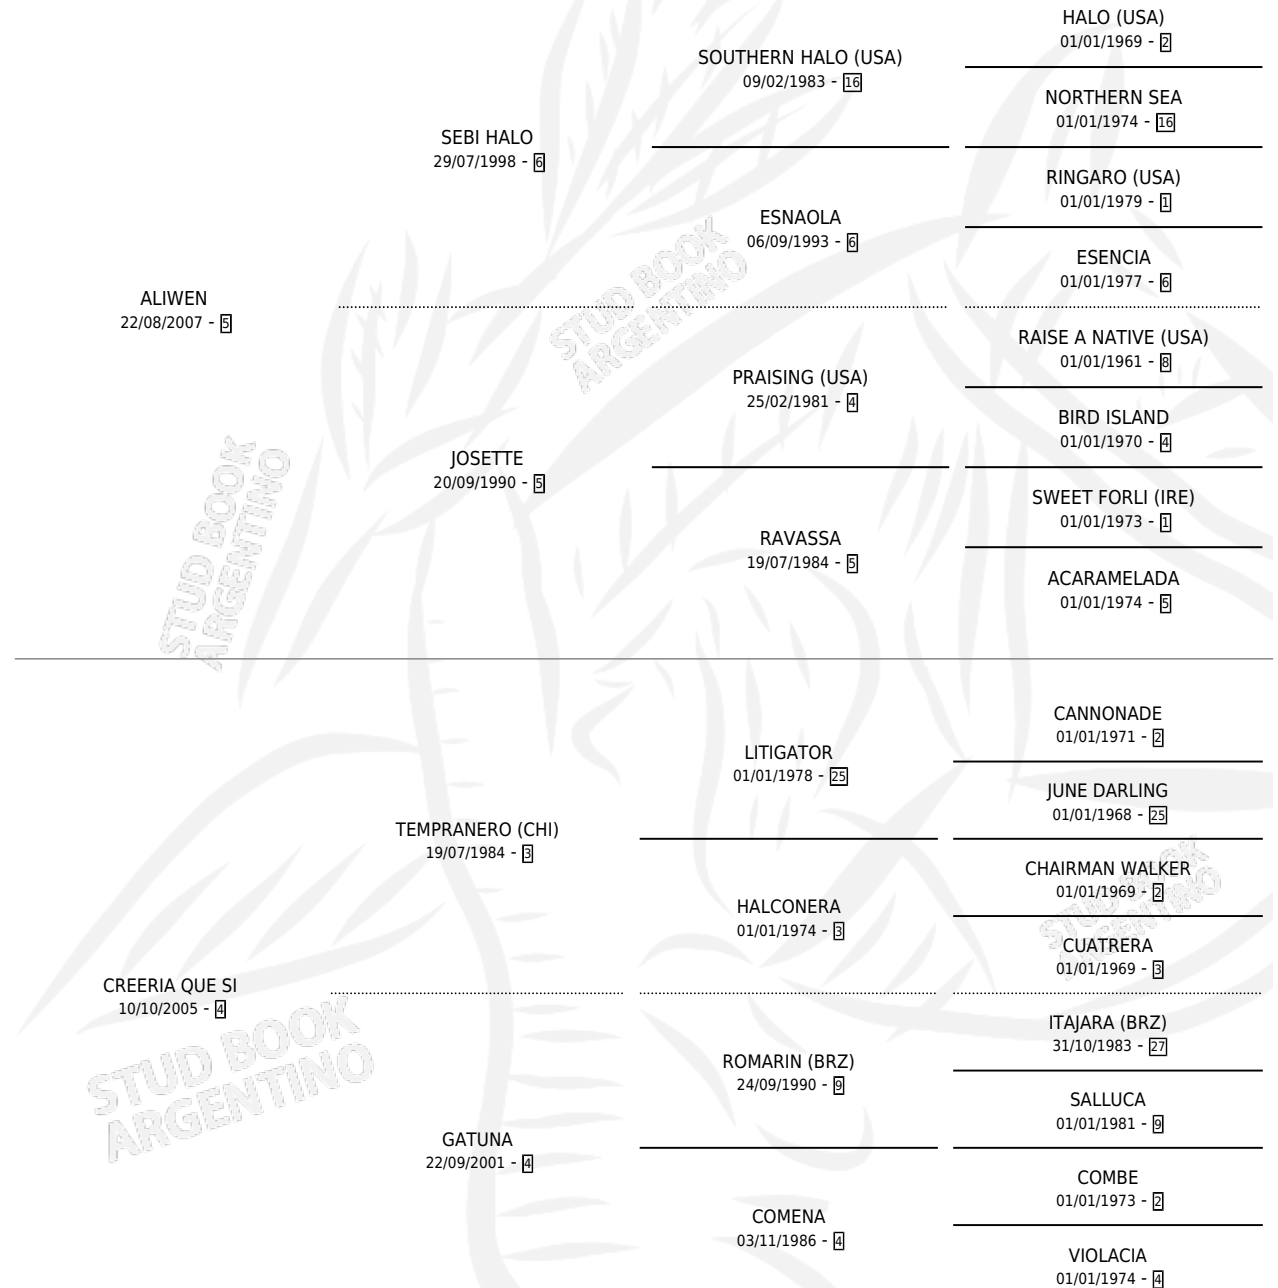 HALO (USA)
01/01/1969 - 2
SOUTHERN HALO (USA)
09/02/1983 - 16
NORTHERN SEA
01/01/1974 - 16
SEBI HALO
29/07/1998 - 6
RINGARO (USA)
01/01/1979 - 1
ESNAOLA
06/09/1993 - 6
ESENCIA
01/01/1977 - 6
ALIWEN
22/08/2007 - 5
RAISE A NATIVE (USA)
01/01/1961 - 8
PRAISING (USA)
25/02/1981 - 4
BIRD ISLAND
01/01/1970 - 4
JOSETTE
20/09/1990 - 5
SWEET FORLI (IRE)
01/01/1973 - 1
RAVASSA
19/07/1984 - 5
ACARAMELADA
01/01/1974 - 5
STUD BOOK
ARGENTINO
STUD BOOK
ARGENTINO
CANNONADE
01/01/1971 - 2
LITIGATOR
01/01/1978 - 25
JUNE DARLING
01/01/1968 - 25
TEMPRANERO (CHI)
19/07/1984 - 3
CHAIRMAN WALKER
01/01/1969 - 2
HALCONERA
01/01/1974 - 3
CUATRERA
01/01/1969 - 3
CREERIA QUE SI
10/10/2005 - 4
ITAJARA (BRZ)
31/10/1983 - 27
ROMARIN (BRZ)
24/09/1990 - 9
SALLUCA
01/01/1981 - 9
GATUNA
22/09/2001 - 4
COMBE
01/01/1973 - 2
COMENA
03/11/1986 - 4
VIOLACIA
01/01/1974 - 4
STUD BOOK
ARGENTINO
STUD BOOK
ARGENTINO